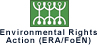 Environmental Rights
Action (ERA/FoEN)